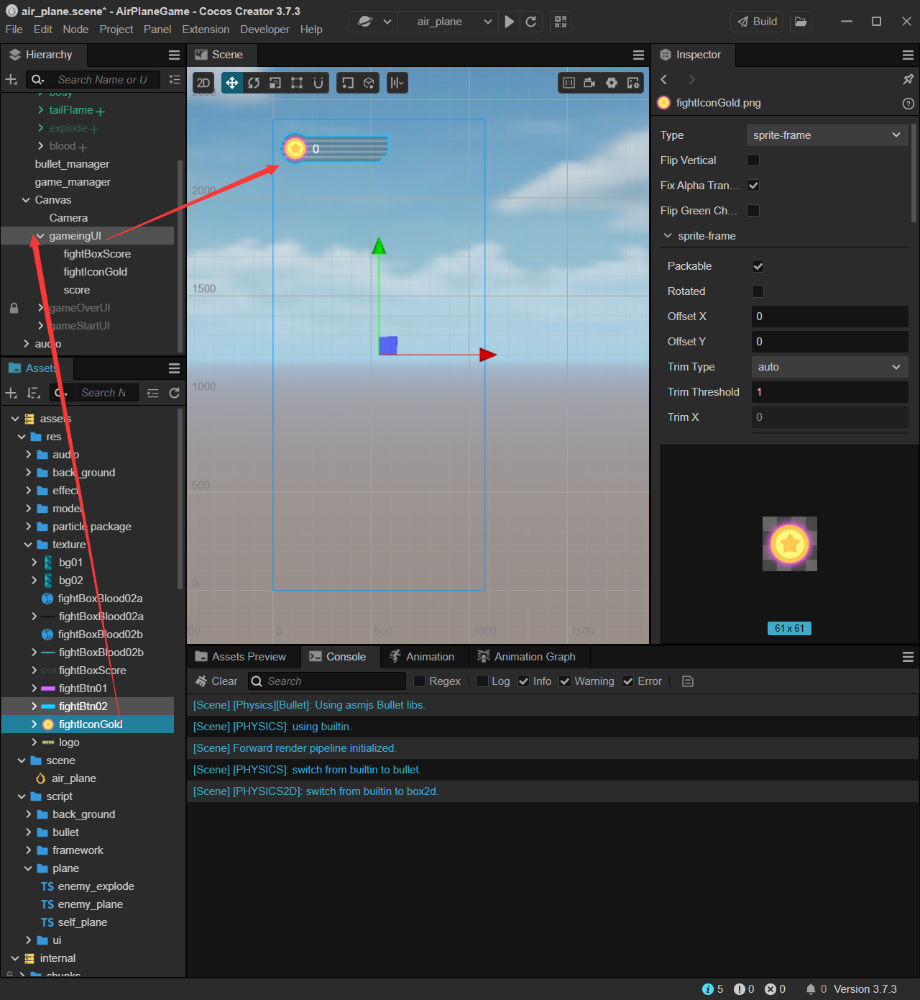 air_plane.scene* - AirPlaneGame - Cocos Creator 3.7.3
File Edit Node Project Panel Extension Developer Help
air_plane
Build
Hierarchy
Search Name or U
body
tailFlame
explode
blood
bullet_manager
game_manager
Canvas
Camera
gameingUI
fightBoxScore
fightIconGold
score
gameOverUI
gameStartUI
audio
Assets
Search N
assets
res
audio
back_ground
effect
model
particle package
texture
bg01
bg02
fightBoxBlood02a
fightBoxBlood02a
fightBoxBlood02b
fightBoxBlood02b
fightBoxScore
fightBtn01
fightBtn02
fightIconGold
logo
scene
air_plane
script
back_ground
bullet
framework
plane
TS enemy_explode
TS enemy_plane
TS self_plane
ui
internal
chunks
Scene
2D
2500
0
2000
1500
1000
500
0
00 0 500 1000 1500
Inspector
fightIconGold.png
Type sprite-frame
Flip Vertical
Fix Alpha Tran...
Flip Green Ch...
sprite-frame
Packable
Rotated
Offset X 0
Offset Y 0
Trim Type auto
Trim Threshold 1
Trim X 0
61 x 61
Assets Preview Console Animation Animation Graph
Clear Search Regex Log Info Warning Error
[Scene] [Physics][Bullet]: Using asmjs Bullet libs.
[Scene] [PHYSICS]: using builtin.
[Scene] Forward render pipeline initialized.
[Scene] [PHYSICS]: switch from builtin to bullet.
[Scene] [PHYSICS2D]: switch from builtin to box2d.
5 0 0 0 Version 3.7.3